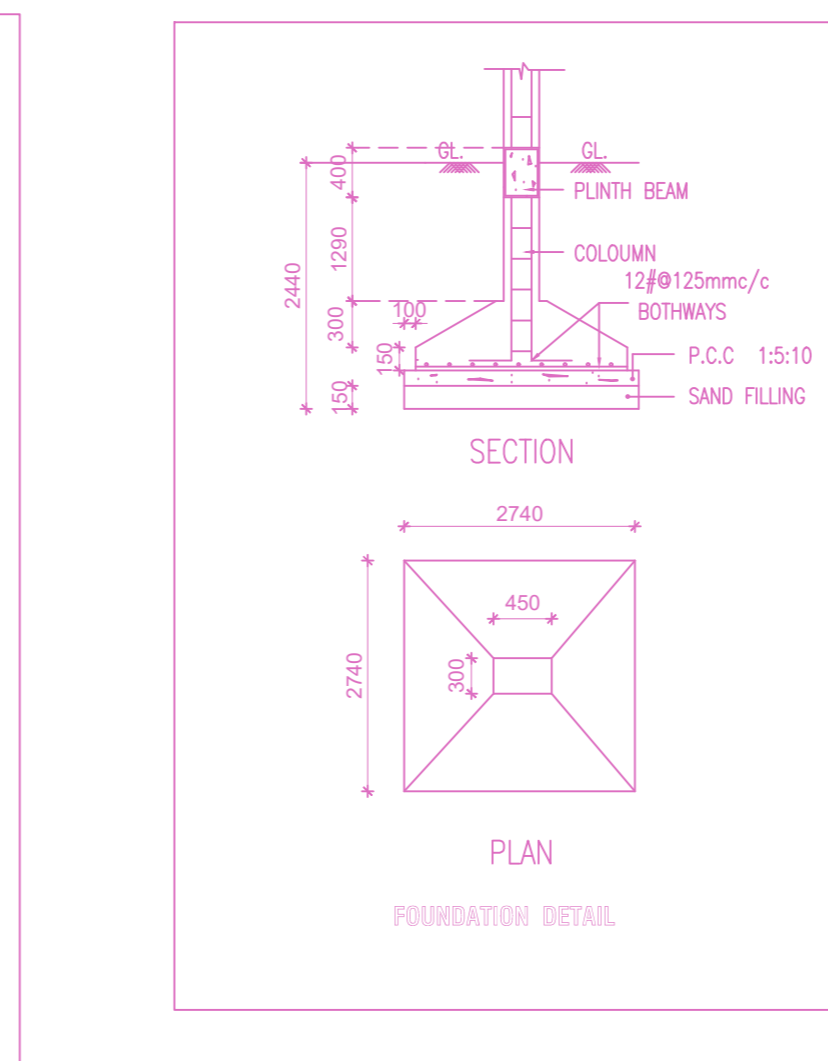 GL.
GL.
400
PLINTH BEAM
1290
COLOUMN
2440
12#@125mmc/c
BOTHWAYS
100
300
150
P.C.C 1:5:10
150
SAND FILLING
SECTION
2740
450
300
2740
PLAN
FOUNDATION DETAIL